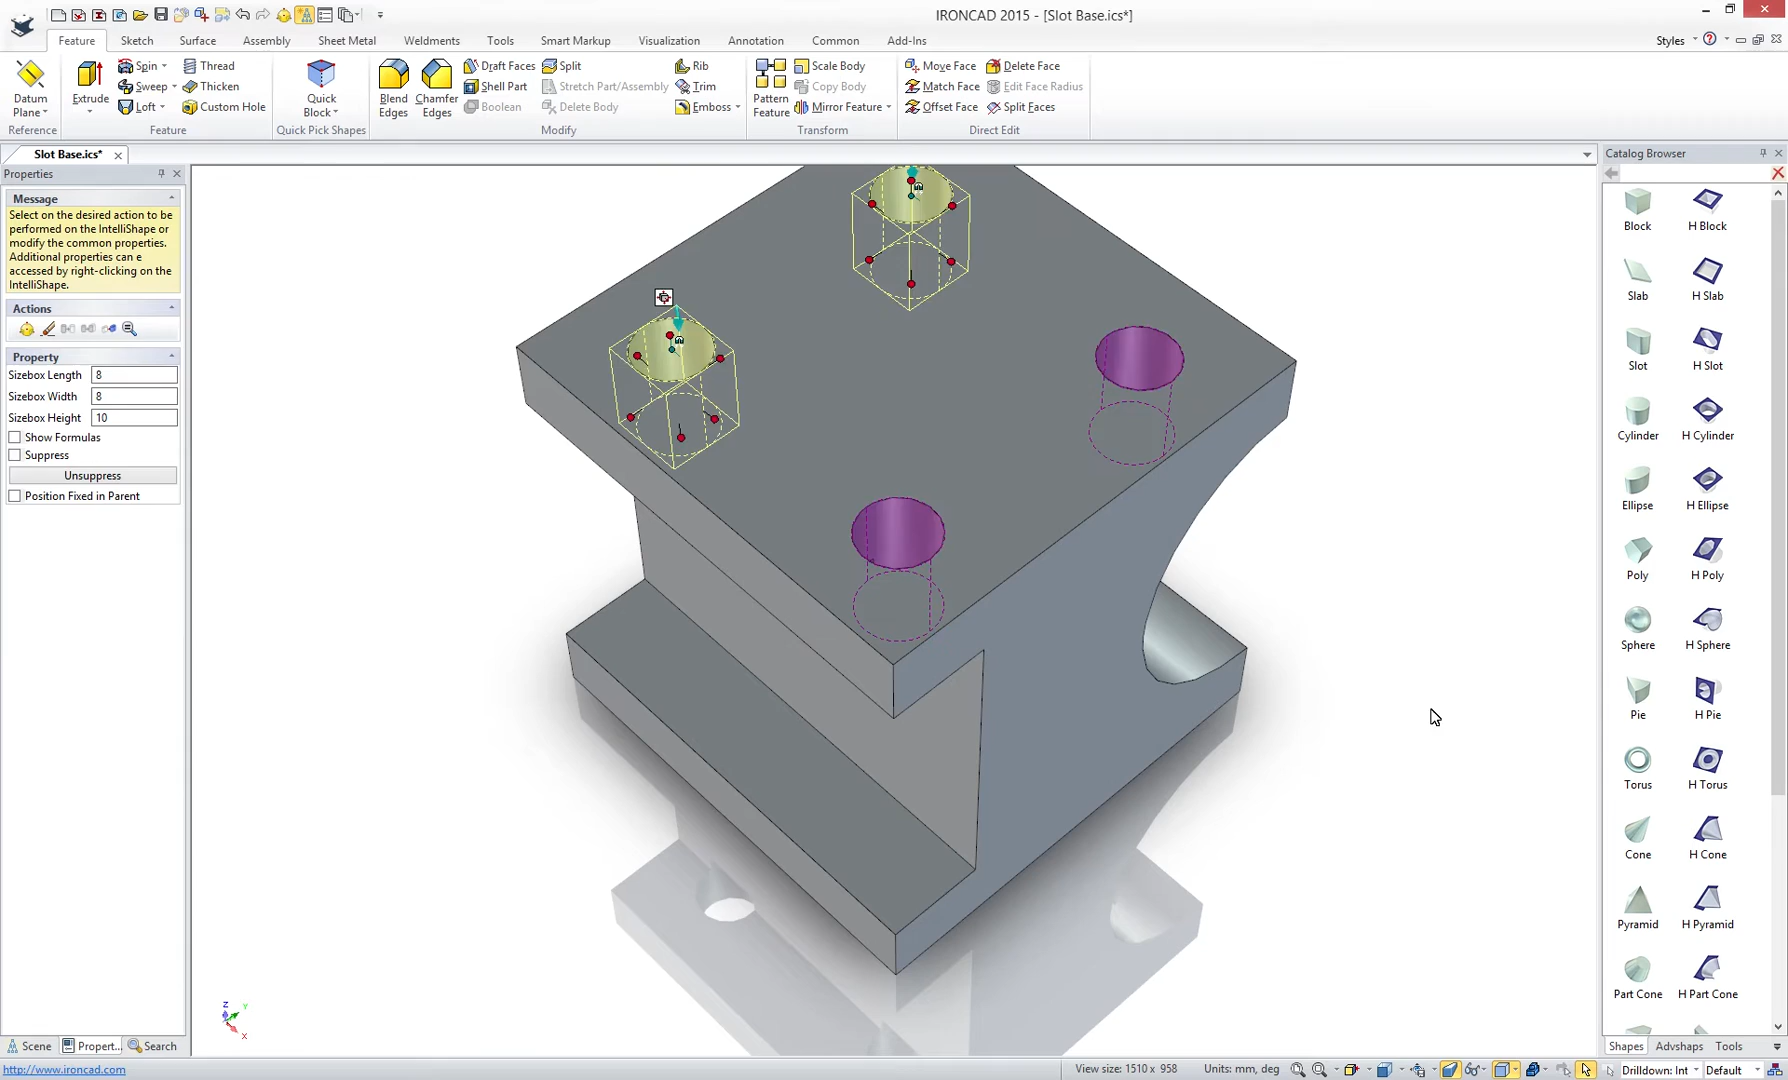 IRONCAD 2015 - [Slot Base.ics*]
Feature Sketch Surface Assembly Sheet Metal Weldments Tools Smart Markup Visualization Annotation Common Add-Ins Styles
Datum Plane
Extrude
Spin
Sweep
Loft
Thread
Thicken
Custom Hole
Quick Block
Blend Edges
Chamfer Edges
Draft Faces
Shell Part
Boolean
Split
Stretch Part/Assembly
Delete Body
Rib
Trim
Emboss
Pattern Feature
Scale Body
Copy Body
Mirror Feature
Move Face
Match Face
Offset Face
Delete Face
Edit Face Radius
Split Faces
Reference Feature Quick Pick Shapes Modify Transform Direct Edit
Slot Base.ics*
Properties
Message
Select on the desired action to be
performed on the IntelliShape or
modify the common properties.
Additional properties can e
accessed by right-clicking on the
IntelliShape.
Actions
Property
Sizebox Length 8
Sizebox Width 8
Sizebox Height 10
Show Formulas
Suppress
Unsuppress
Position Fixed in Parent
Z
Y
X
Catalog Browser
Block H Block
Slab H Slab
Slot H Slot
Cylinder H Cylinder
Ellipse H Ellipse
Poly H Poly
Sphere H Sphere
Pie H Pie
Torus H Torus
Cone H Cone
Pyramid H Pyramid
Part Cone H Part Cone
Scene Propert... Search
Shapes Advshaps Tools
http://www.ironcad.com
View size: 1510 x 958 Units: mm, deg
Drilldown: Int Default